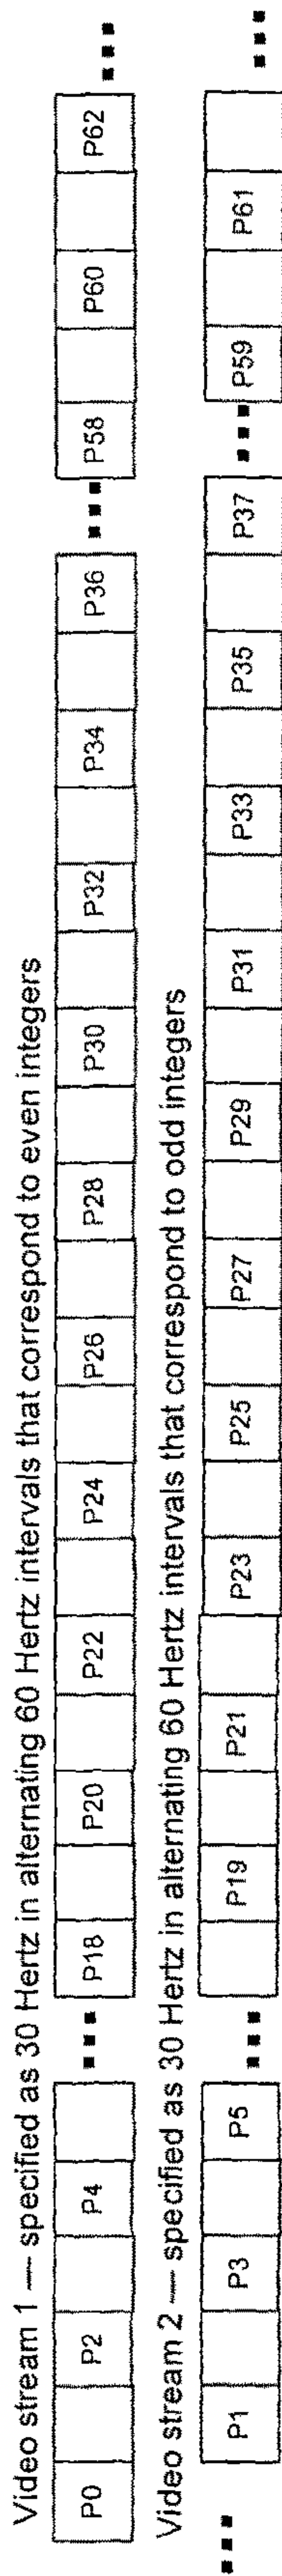 Video stream 1 — specified as 30 Hertz in alternating 60 Hertz intervals that correspond to even integers
P0 P2 P4 ... P18 P20 P22 P24 P26 P28 P30 P32 P34 P36 ... P58 P60 P62 ...
Video stream 2 — specified as 30 Hertz in alternating 60 Hertz intervals that correspond to odd integers
... P1 P3 P5 ... P19 P21 P23 P25 P27 P29 P31 P33 P35 P37 ... P59 P61 ...